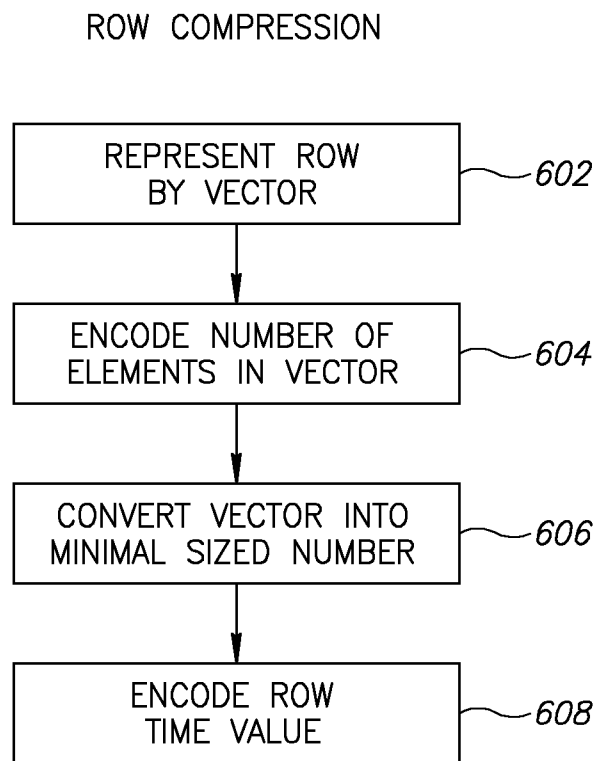 ROW COMPRESSION
REPRESENT ROW
BY VECTOR
602
ENCODE NUMBER OF
ELEMENTS IN VECTOR
604
CONVERT VECTOR INTO
MINIMAL SIZED NUMBER
606
ENCODE ROW
TIME VALUE
608